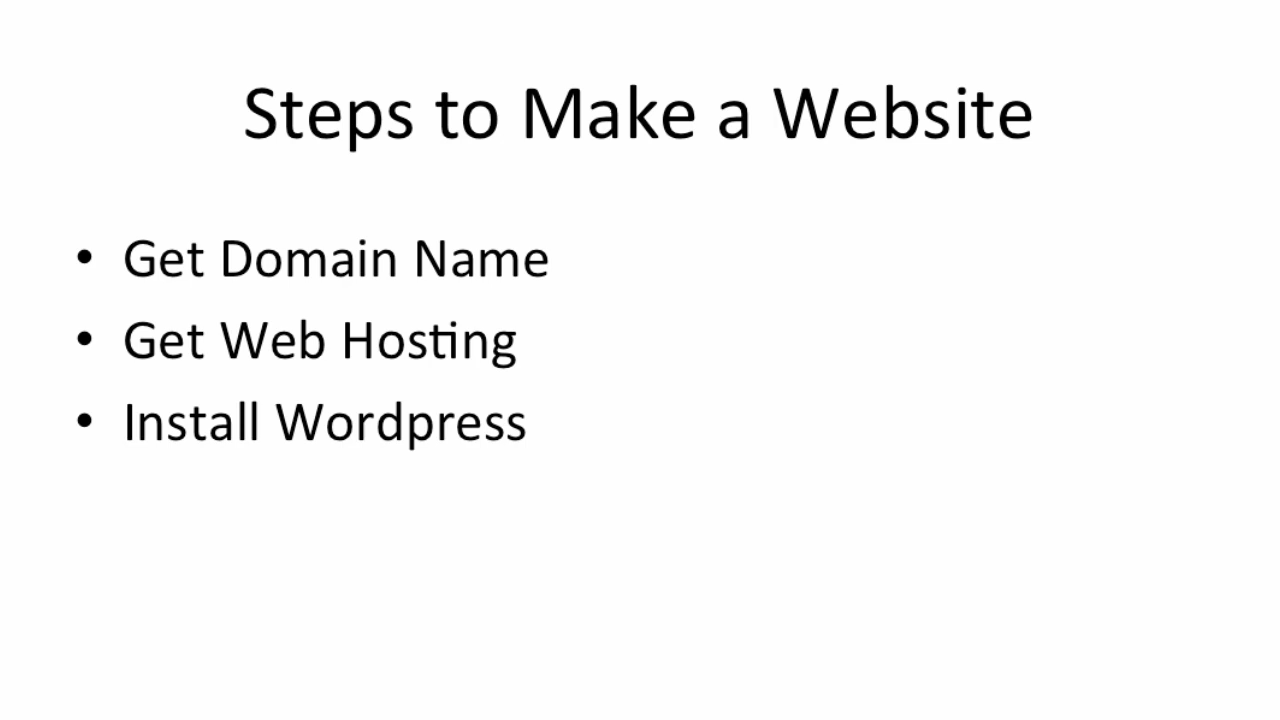 Steps to Make a Website
• Get Domain Name
• Get Web Hosting
• Install Wordpress